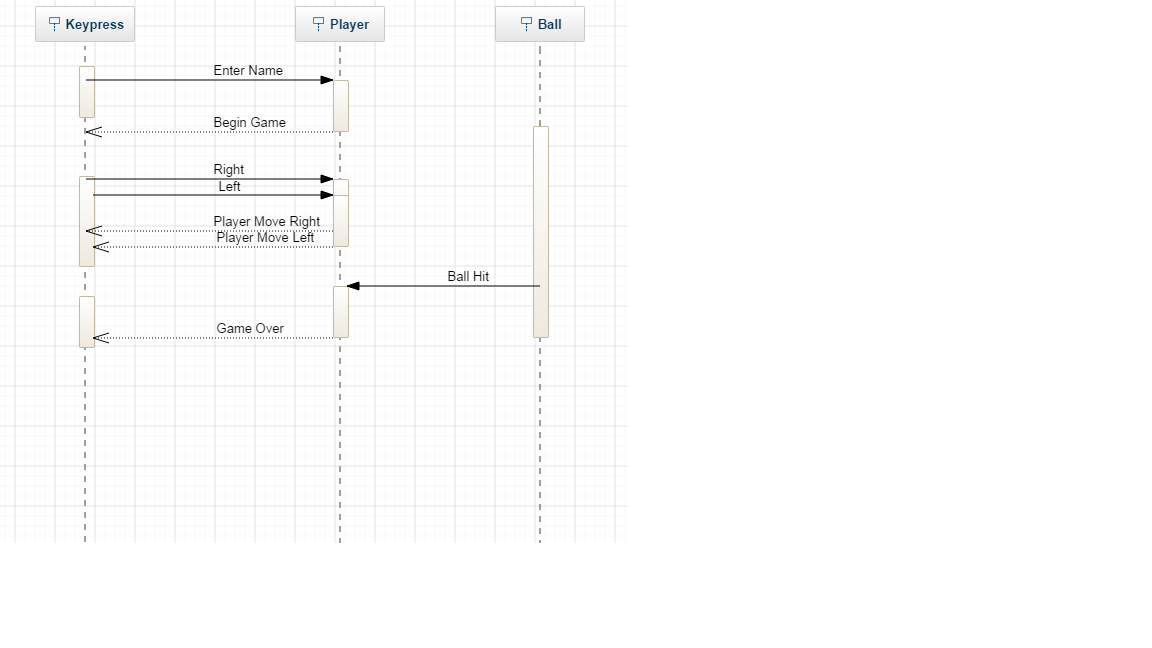 Keypress
Player
Ball
Enter Name
Begin Game
Right
Left
Player Move Right
Player Move Left
Ball Hit
Game Over